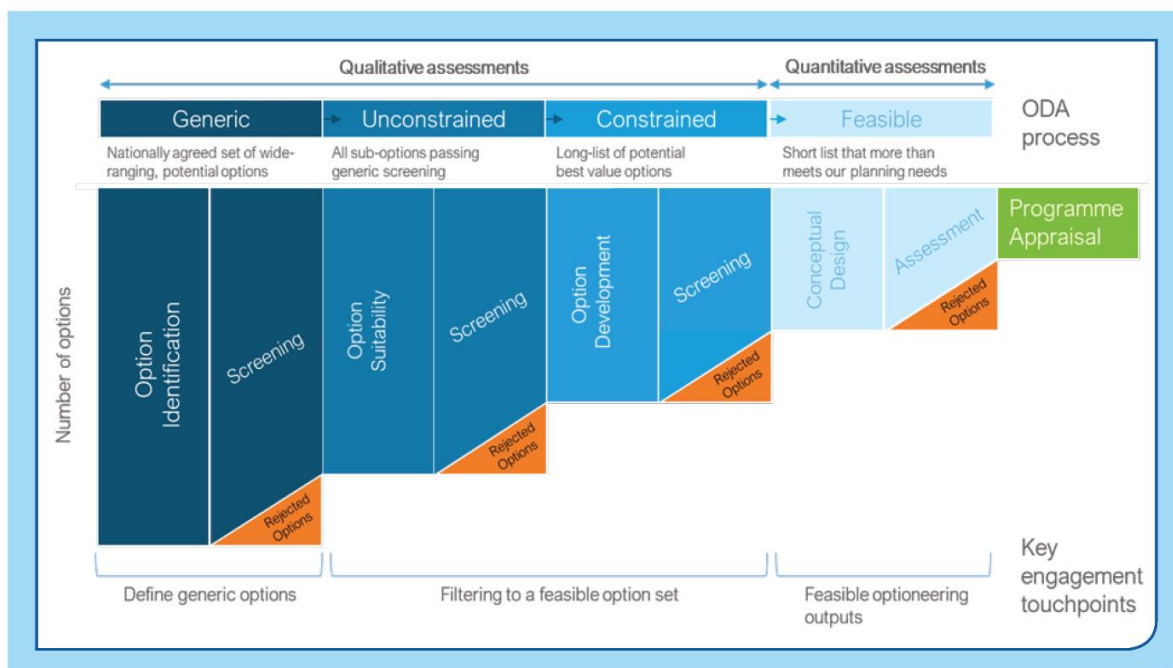 Qualitative assessments
Quantitative assessments
Generic
Unconstrained
Constrained
Feasible
ODA
process
Nationally agreed set of wide-
ranging, potential options
All sub-options passing
generic screening
Long-list of potential
best value options
Short list that more than
meets our planning needs
Number of options
Option
Identification
Screening
Rejected
Options
Option
Suitability
Screening
Rejected
Options
Option
Development
Screening
Rejected
Options
Conceptual
Design
Assessment
Rejected
Options
Programme
Appraisal
Define generic options
Filtering to a feasible option set
Feasible optioneering
outputs
Key
engagement
touchpoints